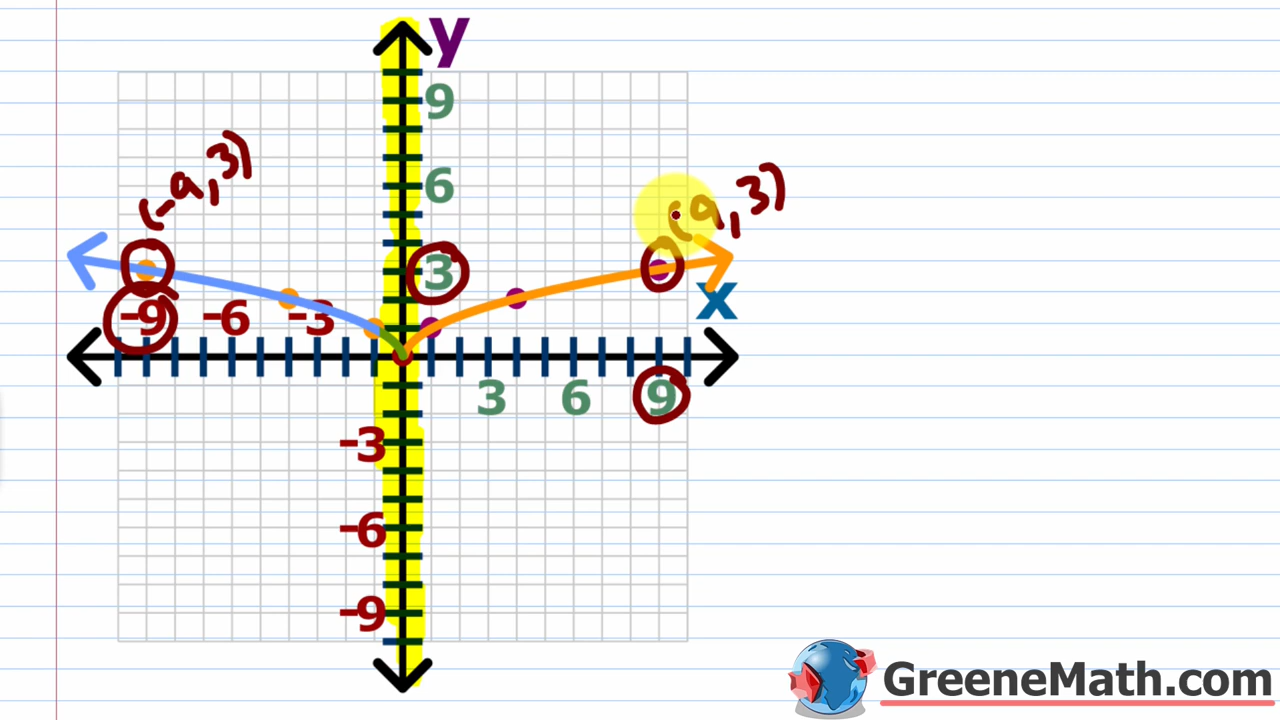 y
9
6
(-9,3)
(9,3)
3
x
-9 -6 -3
3 6 9
-3
-6
-9
GreeneMath.com